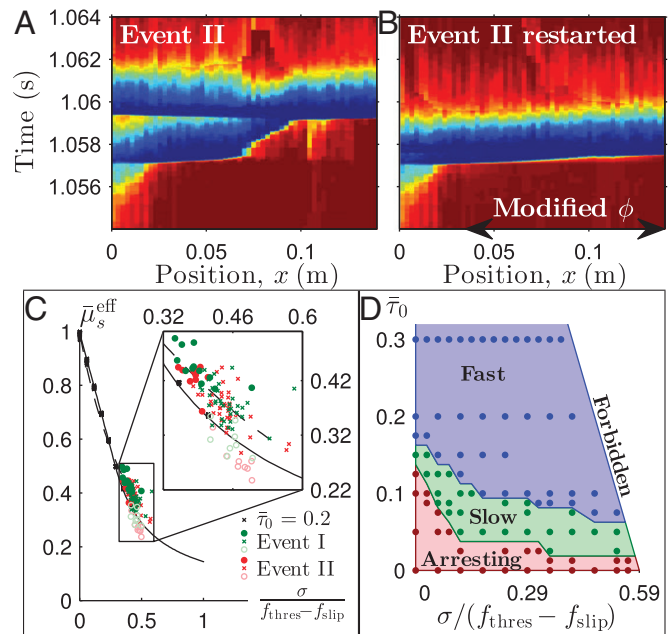 A
B
1.064
1.062
1.06
1.058
1.056
Time (s)
Event II
Event II restarted
Modified ϕ
0 0.05 0.1
0 0.05 0.1
Position, x (m)
Position, x (m)
C
μ̄_s^eff
1
0.8
0.6
0.4
0.2
0
0 0.5 1
0.32 0.46 0.6
0.42
0.32
0.22
τ̄₀ = 0.2
Event I
Event II
σ / (f_thres−f_slip)
D
τ̄₀
0.3
0.2
0.1
0
Fast
Slow
Arresting
Forbidden
0 0.29 0.59
σ/(f_thres − f_slip)